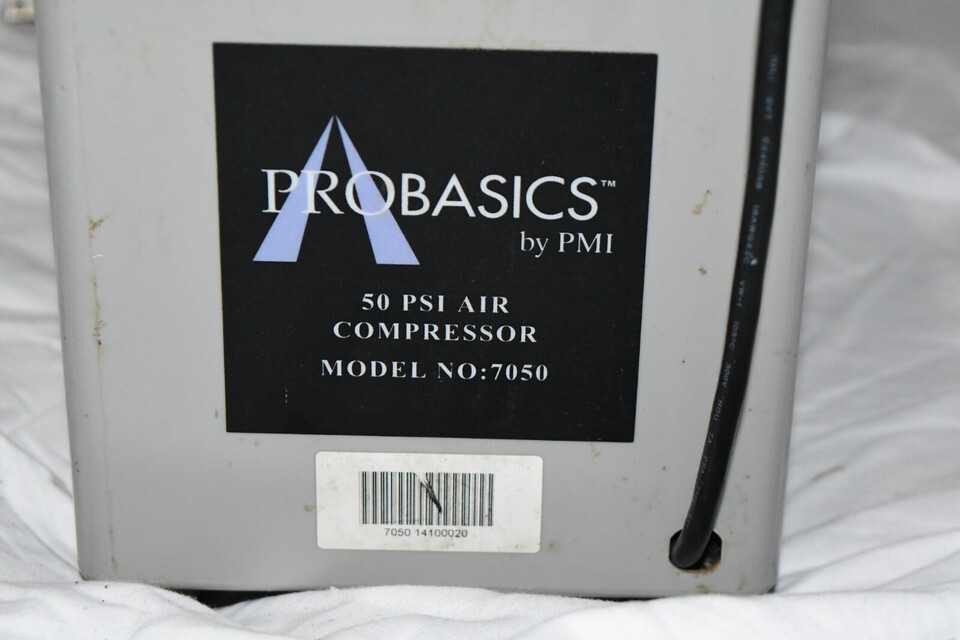 PROBASICS™
by PMI
50 PSI AIR
COMPRESSOR
MODEL NO:7050
7050 14100020